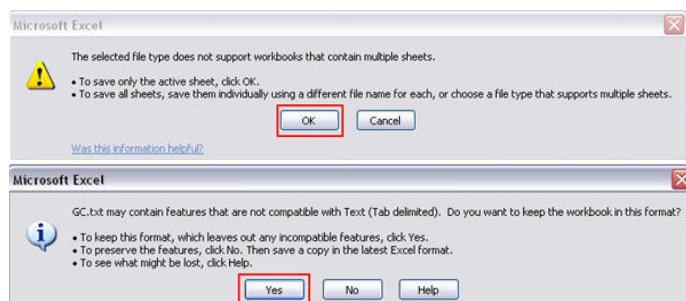 Microsoft Excel
The selected file type does not support workbooks that contain multiple sheets.
• To save only the active sheet, click OK.
• To save all sheets, save them individually using a different file name for each, or choose a file type that supports multiple sheets.
OK Cancel
Was this information helpful?
Microsoft Excel
GC.txt may contain features that are not compatible with Text (Tab delimited). Do you want to keep the workbook in this format?
• To keep this format, which leaves out any incompatible features, click Yes.
• To preserve the features, click No. Then save a copy in the latest Excel format.
• To see what might be lost, click Help.
Yes No Help